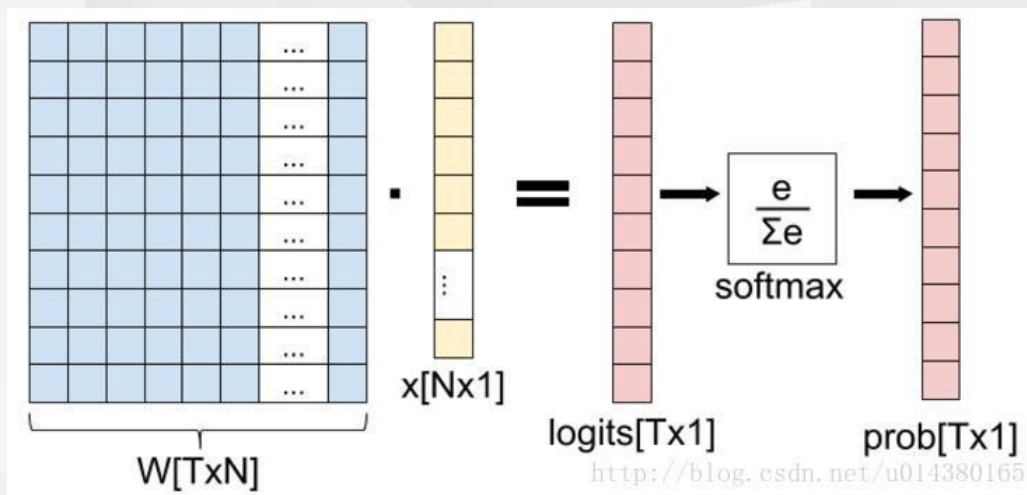 ...
...
...
...
...
...
...
...
...
...
·
=
⋮
e
Σe
softmax
x[Nx1]
logits[Tx1]
prob[Tx1]
W[TxN]
http://blog.csdn.net/u014380165